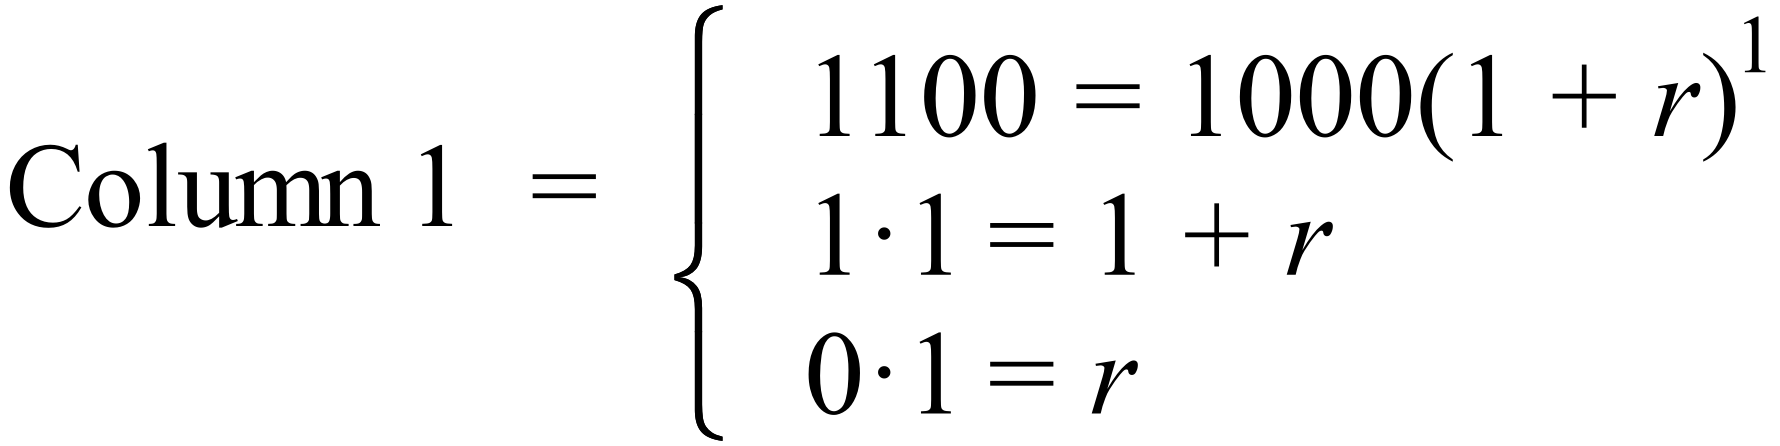 1100 = 1000(1 + r)¹
Column 1 =
1·1 = 1 + r
0·1 = r